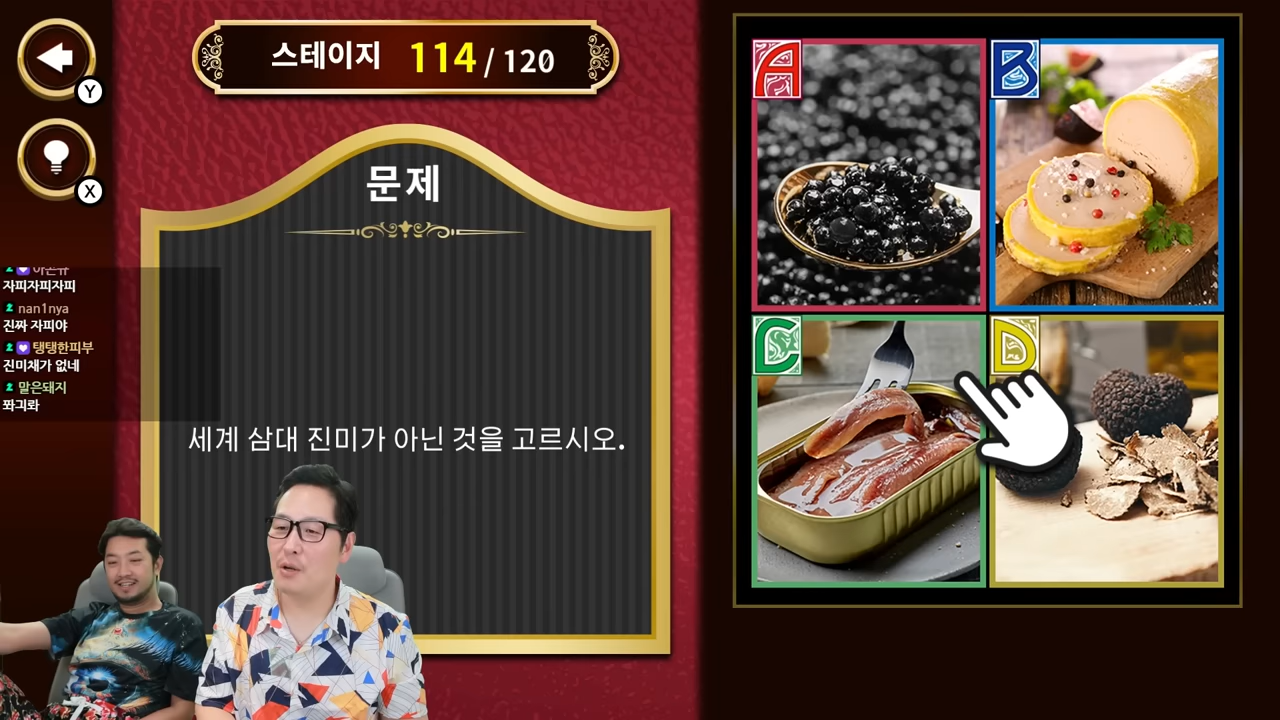 스테이지 114 / 120
Y
X
문제
세계 삼대 진미가 아닌 것을 고르시오.
A
B
C
D
자피자피자피
nan1nya
진짜 자피야
탱탱한피부
진미채가 없네
말은돼지
퐈긔롸